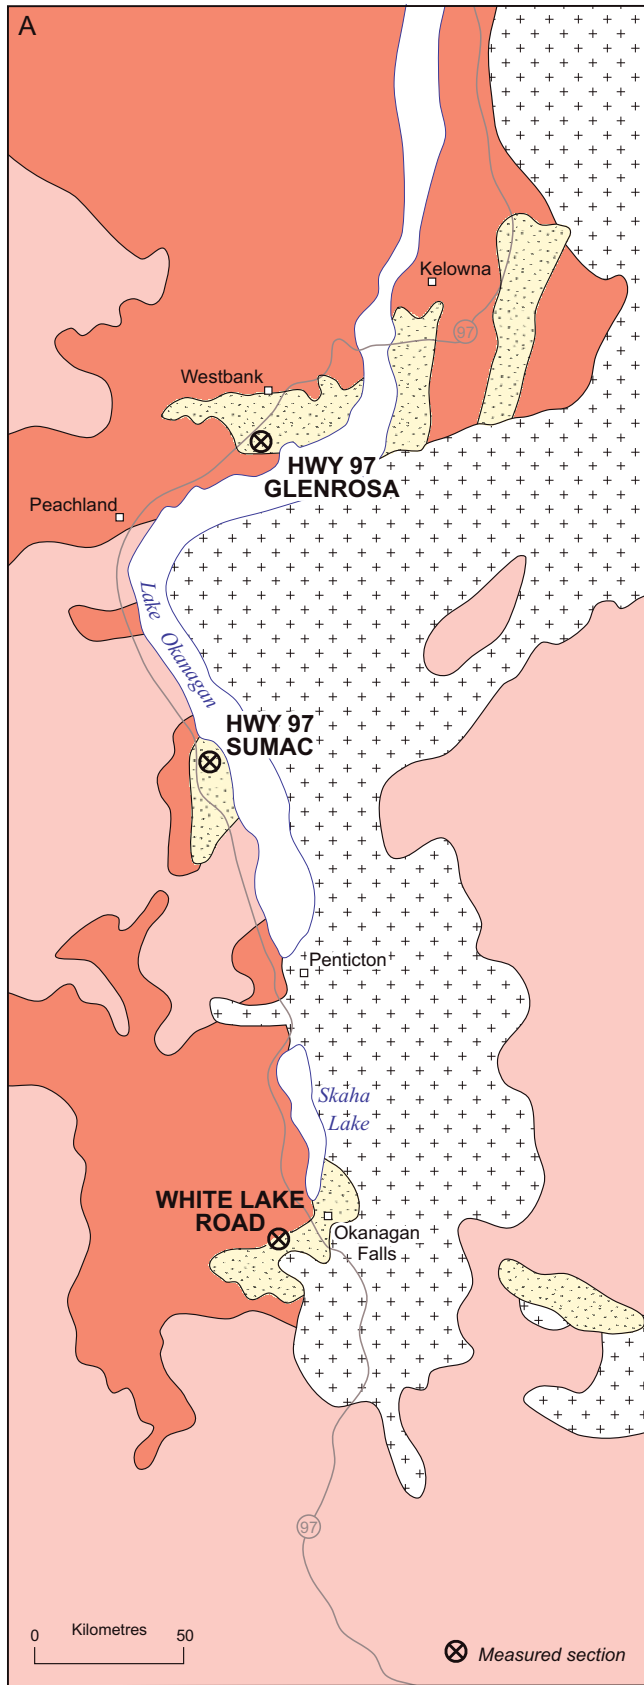 A
Kelowna
97
Westbank
HWY 97
GLENROSA
Peachland
Lake Okanagan
HWY 97
SUMAC
Penticton
Skaha
Lake
WHITE LAKE
ROAD
Okanagan
Falls
97
Kilometres
0 50
Measured section